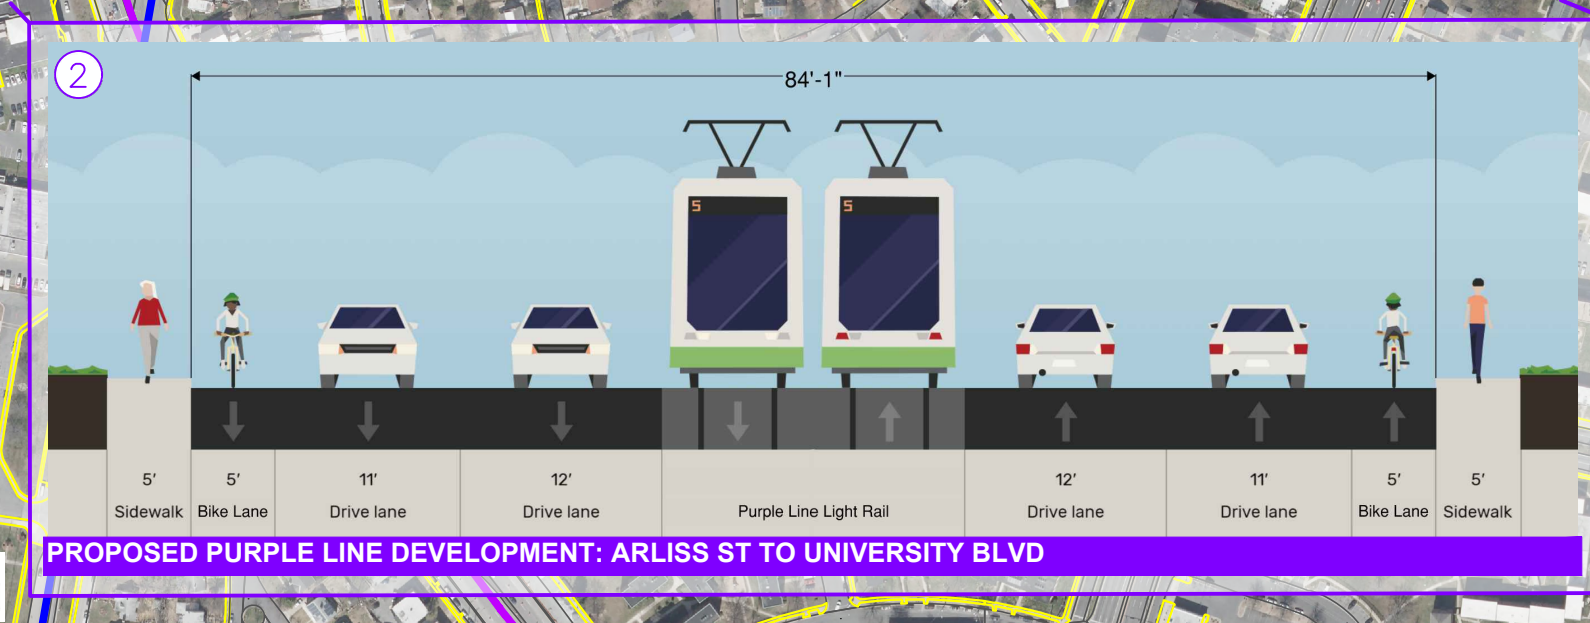 2
84'-1"
5 5
5' 5' 11' 12' 12' 11' 5' 5'
Sidewalk Bike Lane Drive lane Drive lane Purple Line Light Rail Drive lane Drive lane Bike Lane Sidewalk
PROPOSED PURPLE LINE DEVELOPMENT: ARLISS ST TO UNIVERSITY BLVD